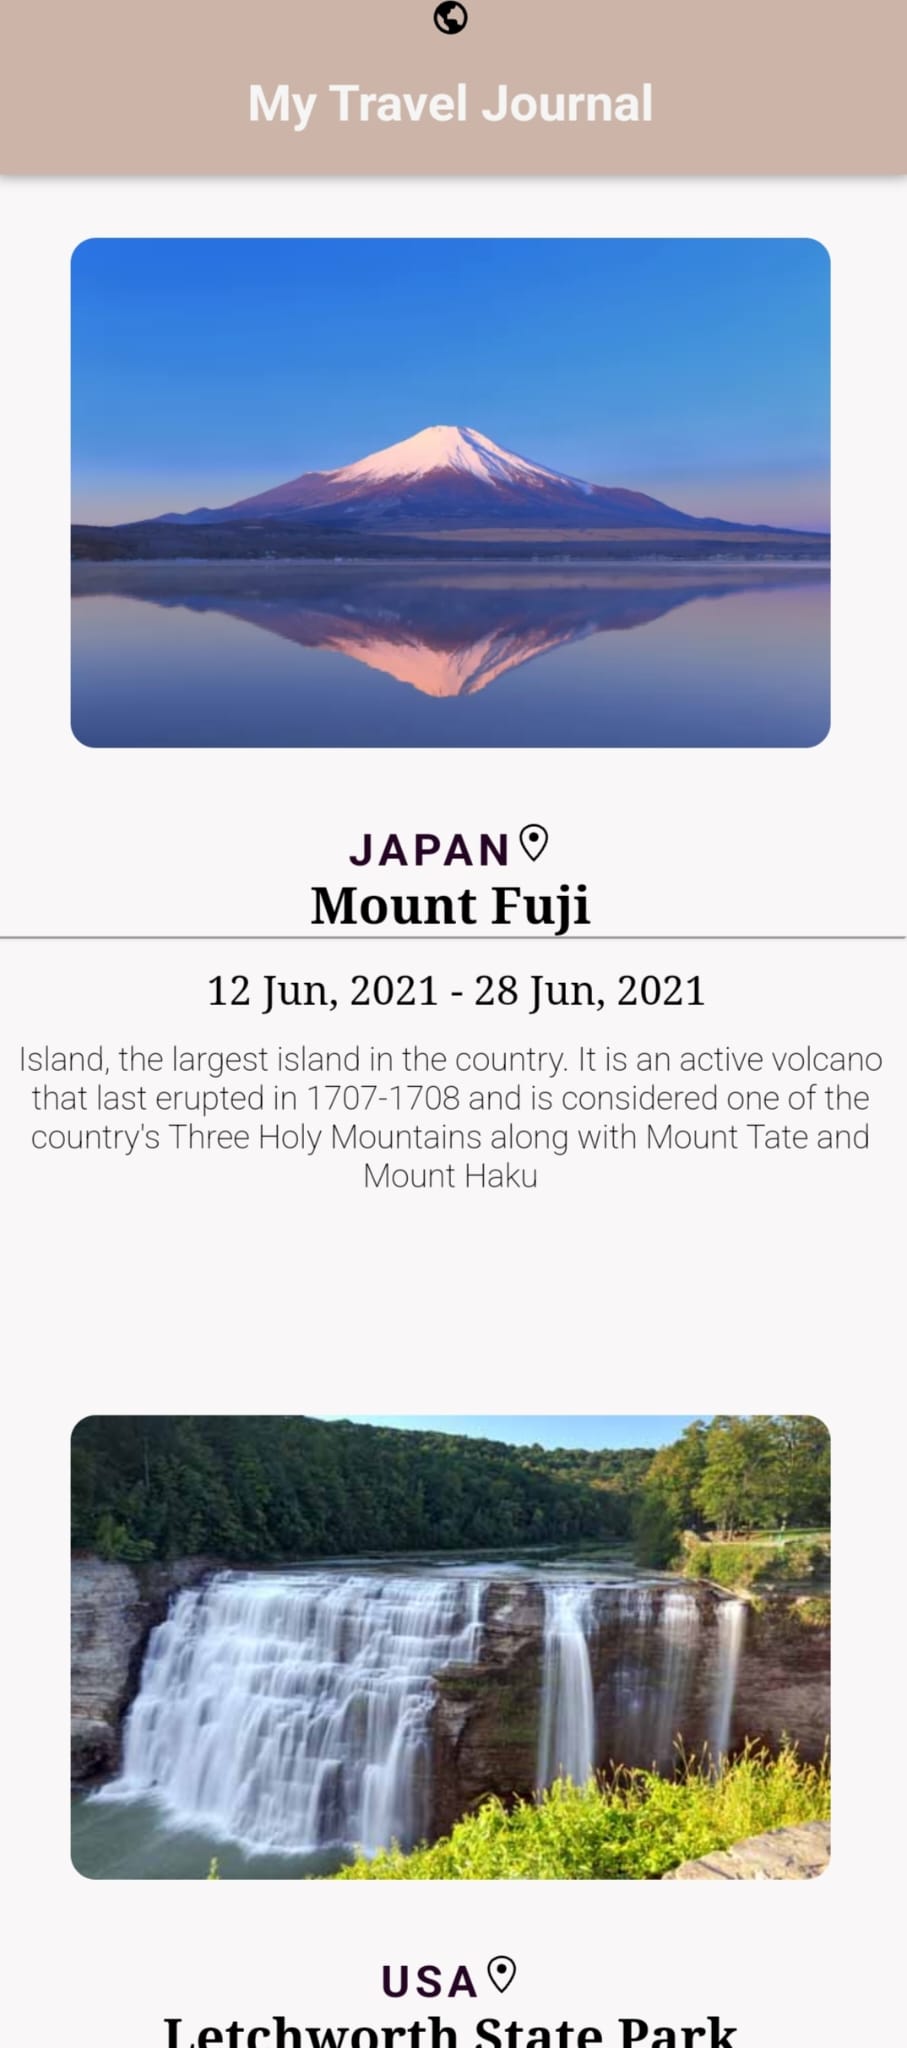 My Travel Journal
JAPAN
Mount Fuji
12 Jun, 2021 - 28 Jun, 2021
Island, the largest island in the country. It is an active volcano
that last erupted in 1707-1708 and is considered one of the
country's Three Holy Mountains along with Mount Tate and
Mount Haku
USA
Letchworth State Park